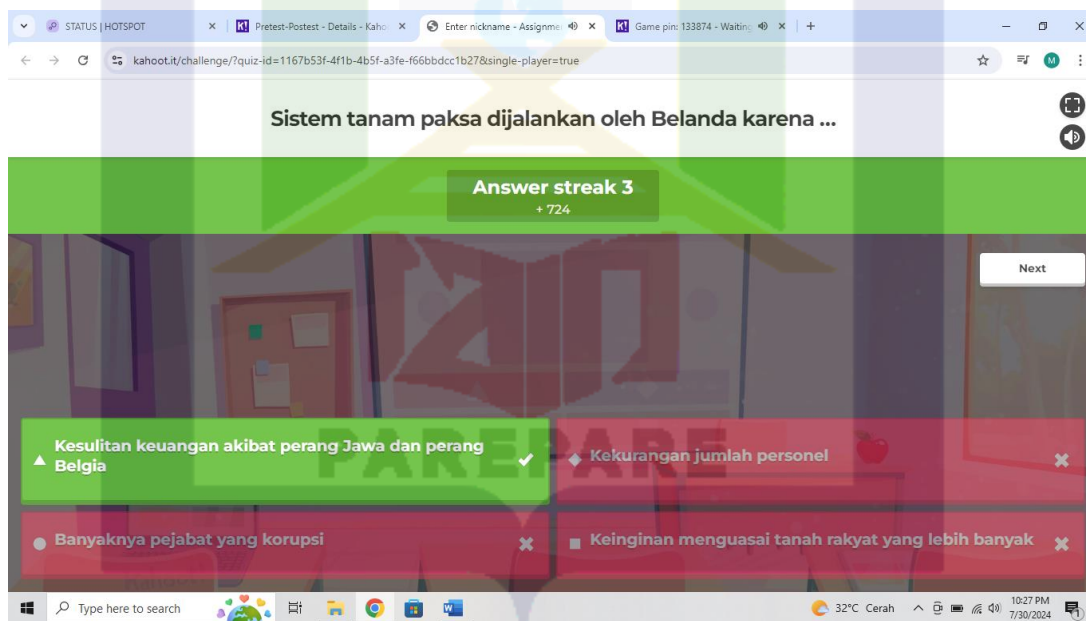 STATUS | HOTSPOT
Pretest-Postest - Details - Kaho
Enter nickname - Assignme
Game pin: 133874 - Waiting
kahoot.it/challenge/?quiz-id=1167b53f-4f1b-4b5f-a3fe-f66bbdcc1b27&single-player=true
M
Sistem tanam paksa dijalankan oleh Belanda karena ...
Answer streak 3
+ 724
Next
Kesulitan keuangan akibat perang Jawa dan perang
Belgia
Kekurangan jumlah personel
Banyaknya pejabat yang korupsi
Keinginan menguasai tanah rakyat yang lebih banyak
PAREPARE
Type here to search
32°C Cerah
10:27 PM
7/30/2024